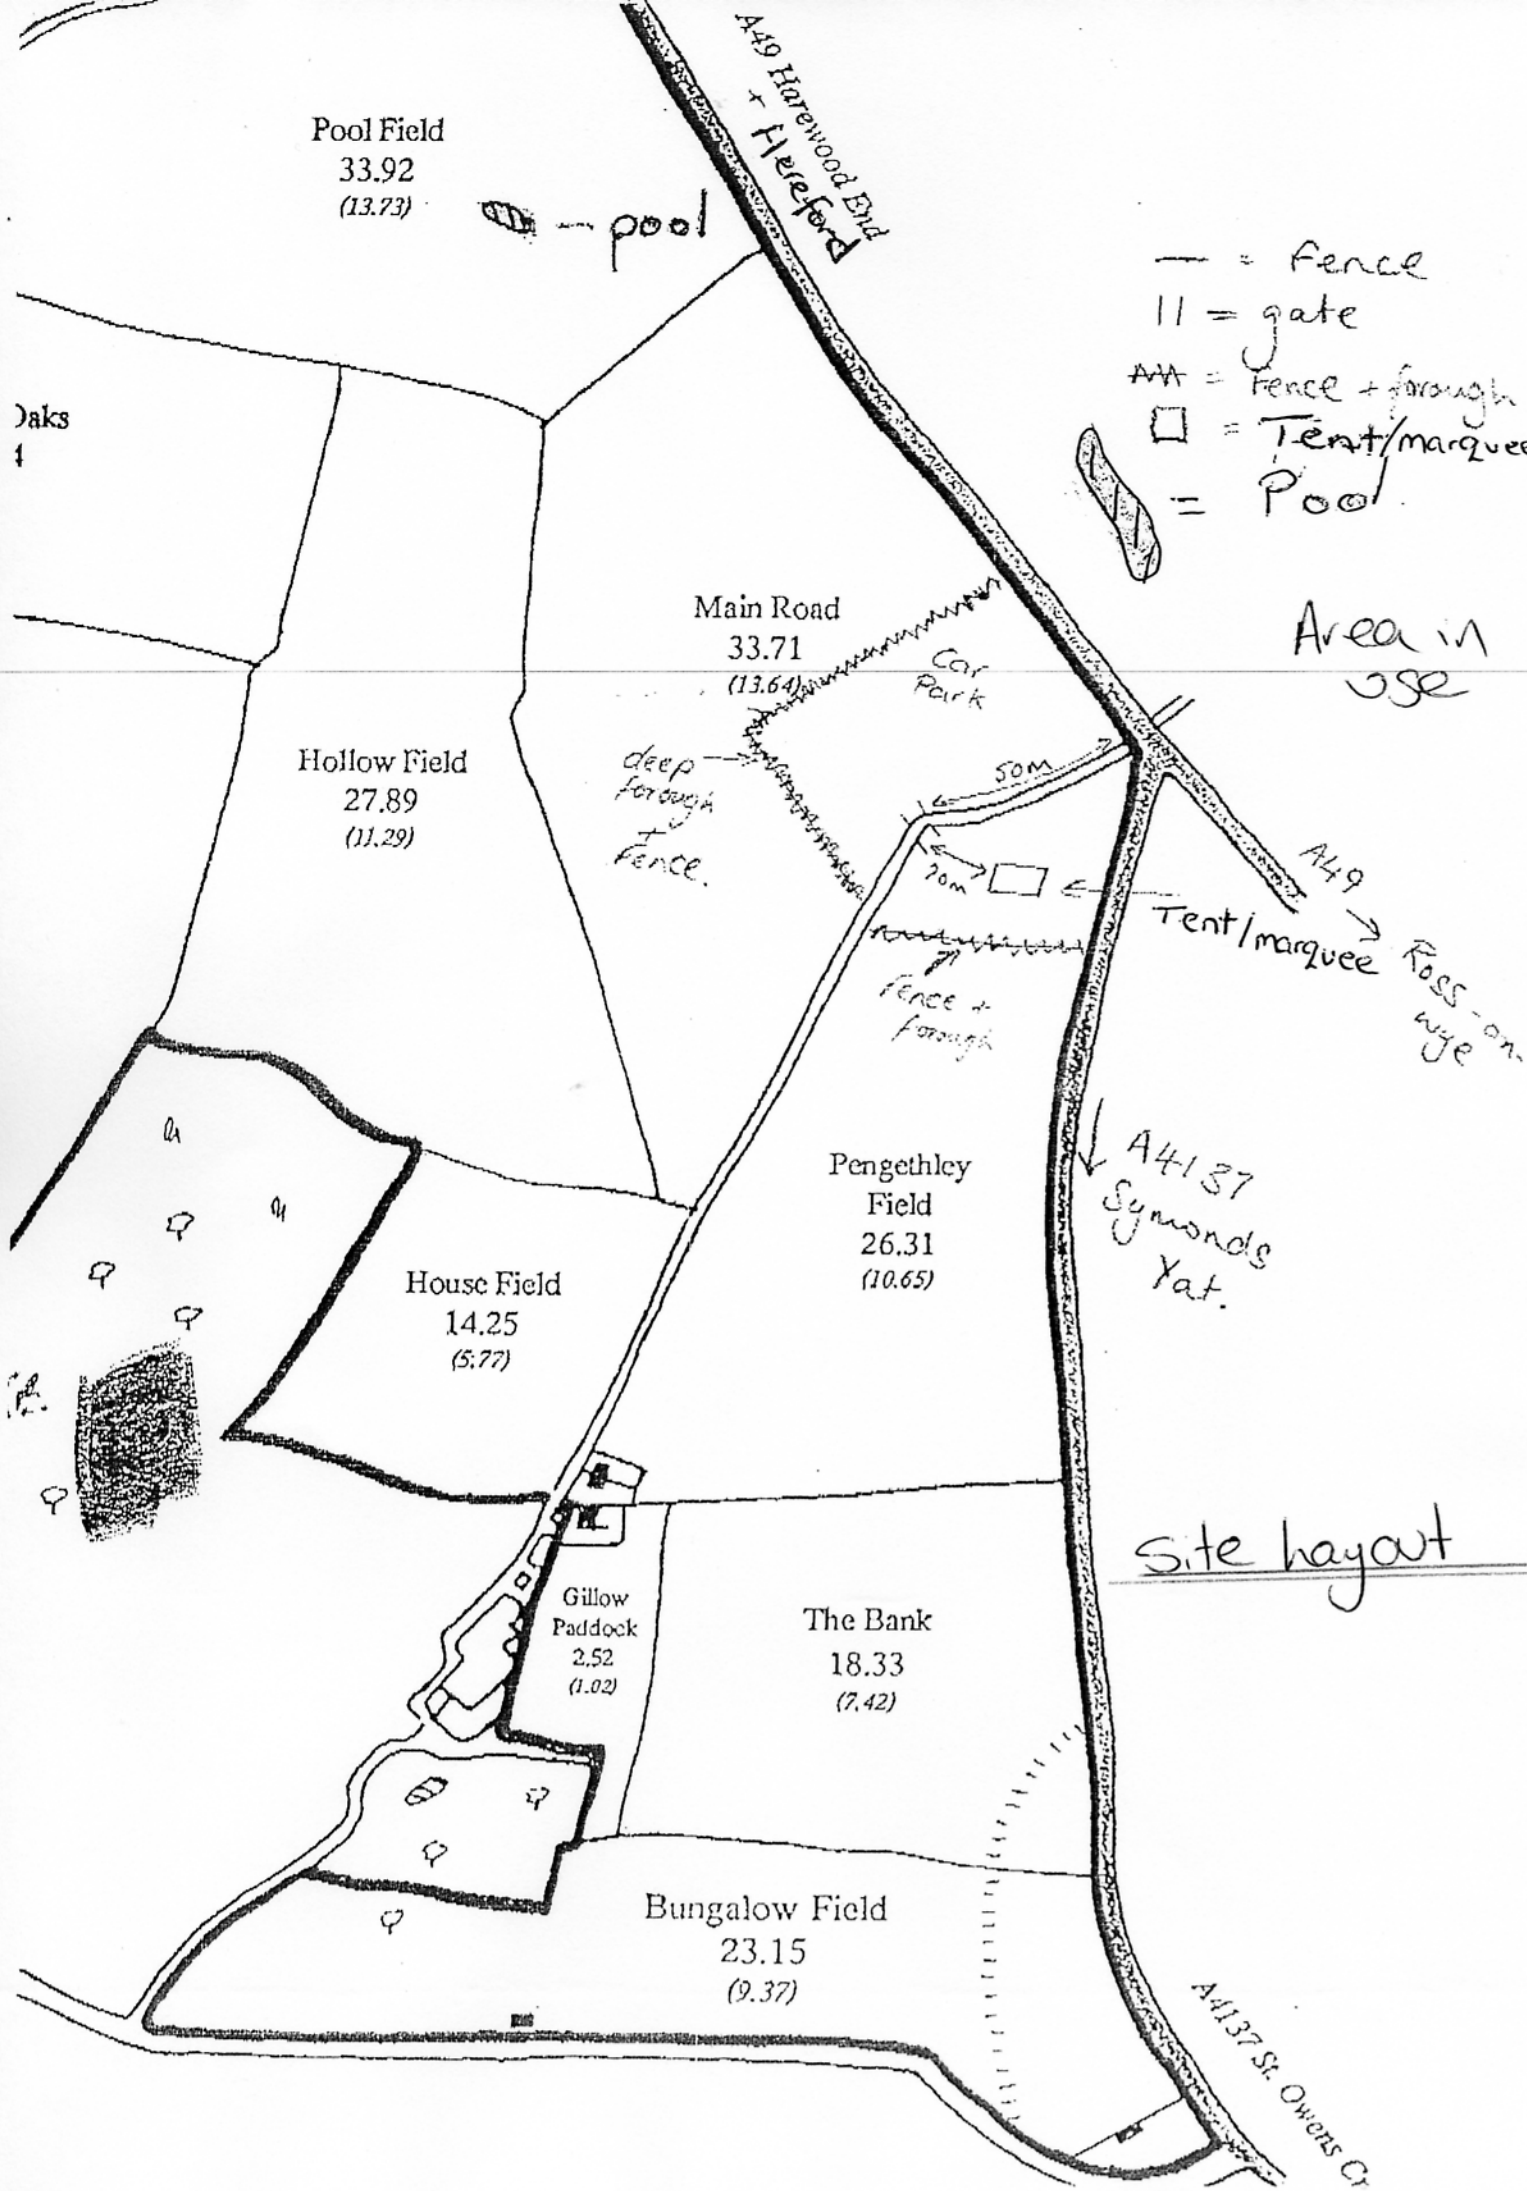 A49 Harewood End
+ Hereford
Pool Field
33.92
(13.73)
- pool
— = Fence
11 = gate
= Fence + forough
= Tent/marquee
= Pool.
Area in
use
Oaks
4
Main Road
33.71
(13.64)
Car
Park
deep
forough
+
Fence.
50m
Hollow Field
27.89
(11.29)
20m
Tent/marquee
A49
Ross-on-
wye
Fence +
forough
A4137
Symonds
Yat.
Pengethley
Field
26.31
(10.65)
House Field
14.25
(5.77)
Site Layout
Gillow
Paddock
2.52
(1.02)
The Bank
18.33
(7.42)
Bungalow Field
23.15
(9.37)
A4137 St. Owens Cr